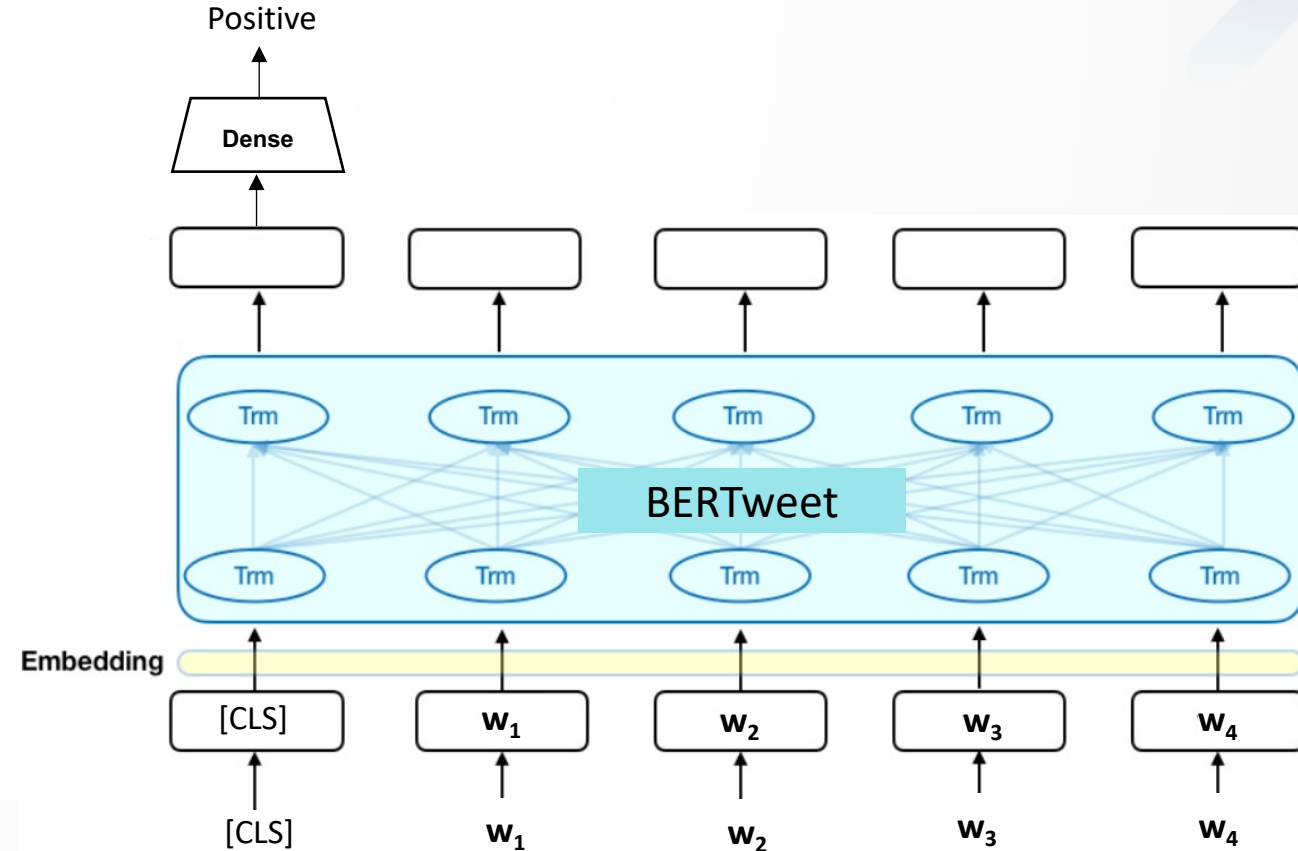 Positive
Dense
Trm Trm Trm Trm Trm
BERTweet
Trm Trm Trm Trm Trm
Embedding
[CLS] w₁ w₂ w₃ w₄
[CLS] w₁ w₂ w₃ w₄